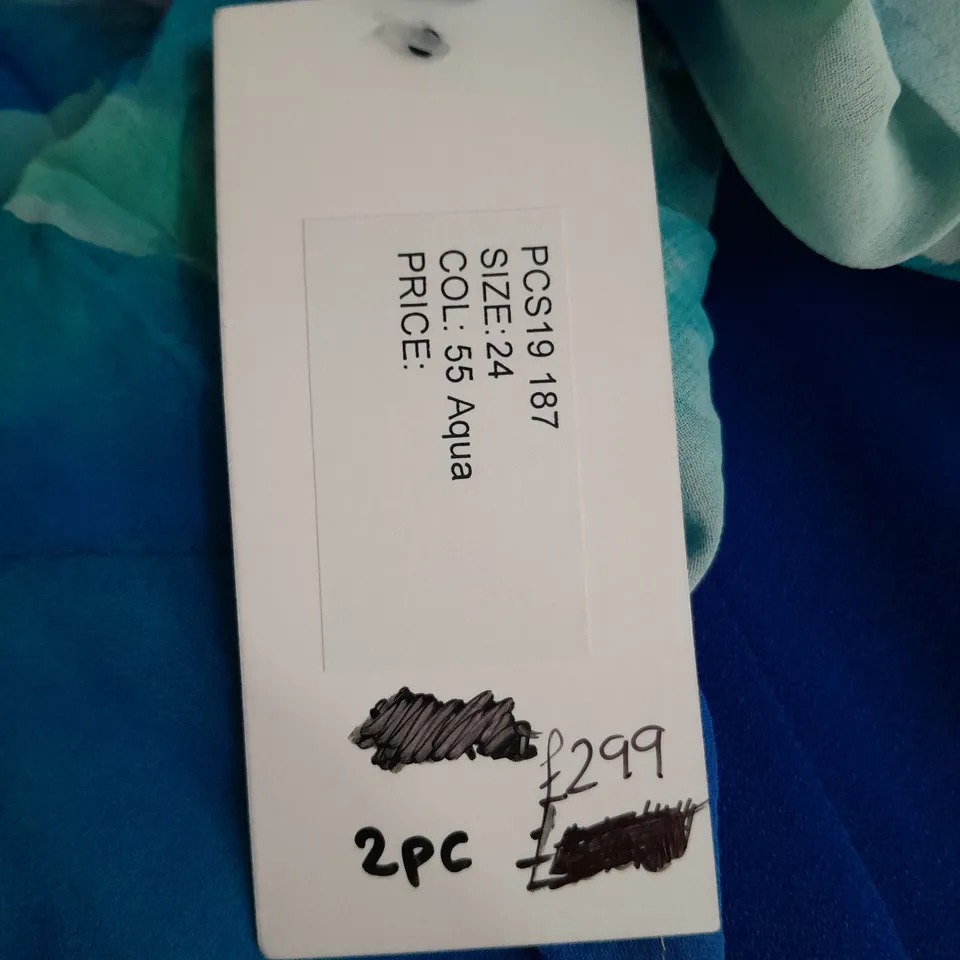 PCS19 187
SIZE: 24
COL: 55 Aqua
PRICE:
£299
2PC £